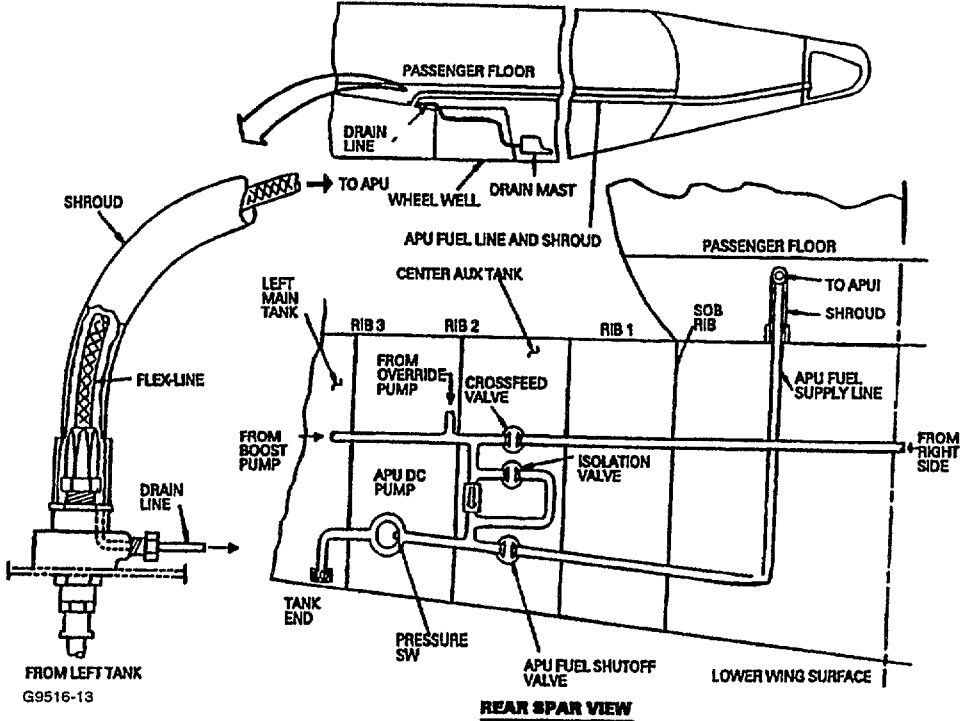 PASSENGER FLOOR
DRAIN
LINE
WHEEL WELL
DRAIN MAST
TO APU
SHROUD
APU FUEL LINE AND SHROUD
PASSENGER FLOOR
CENTER AUX TANK
LEFT
MAIN
TANK
TO APUI
SHROUD
SOB
RIB
RIB 3
RIB 2
RIB 1
FROM
OVERRIDE
PUMP
CROSSFEED
VALVE
FLEX-LINE
APU FUEL
SUPPLY LINE
FROM
BOOST
PUMP
FROM
RIGHT
SIDE
ISOLATION
VALVE
APU DC
PUMP
DRAIN
LINE
TANK
END
PRESSURE
SW
APU FUEL SHUTOFF
VALVE
LOWER WING SURFACE
FROM LEFT TANK
G9516-13
REAR SPAR VIEW